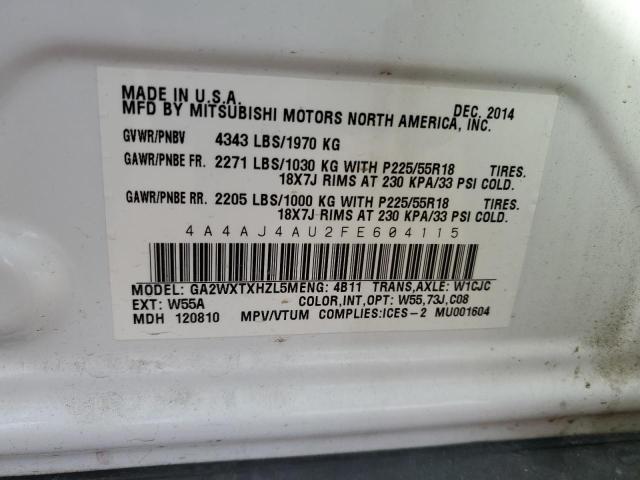 MADE IN U.S.A. DEC. 2014
MFD BY MITSUBISHI MOTORS NORTH AMERICA, INC.
GVWR/PNBV 4343 LBS/1970 KG
GAWR/PNBE FR. 2271 LBS/1030 KG WITH P225/55R18 TIRES.
18X7J RIMS AT 230 KPA/33 PSI COLD.
GAWR/PNBE RR. 2205 LBS/1000 KG WITH P225/55R18 TIRES.
18X7J RIMS AT 230 KPA/33 PSI COLD.
4A4AJ4AU2FE604115
MODEL: GA2WXTXHZL5MENG: 4B11 TRANS,AXLE: W1CJC
EXT: W55A COLOR,INT,OPT: W55,73J,C08
MDH 120810 MPV/VTUM COMPLIES:ICES-2 MU001604